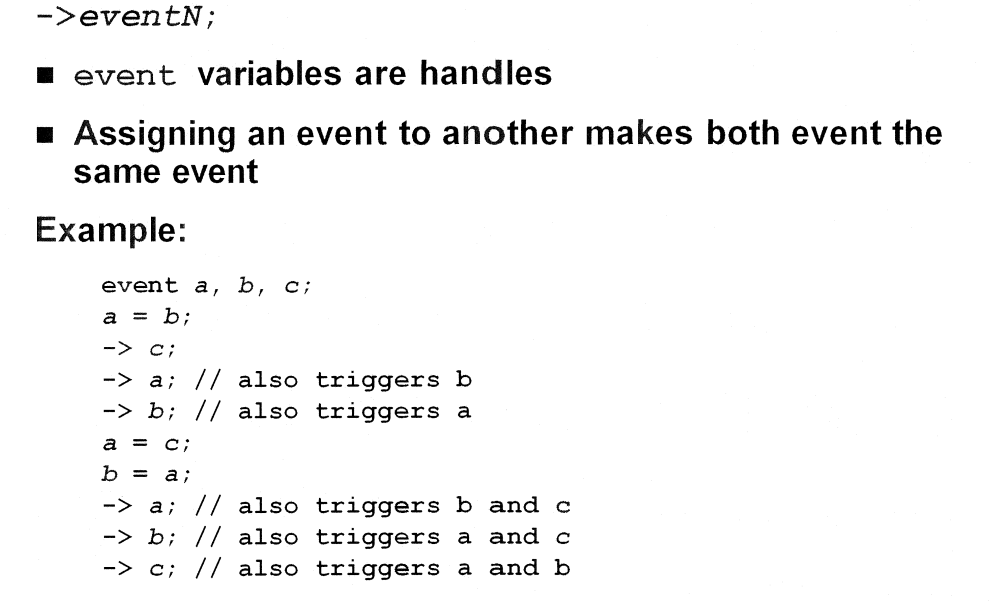 ->eventN;
■ event variables are handles
■ Assigning an event to another makes both event the
same event
Example:
event a, b, c;
a = b;
-> c;
-> a; // also triggers b
-> b; // also triggers a
a = c;
b = a;
-> a; // also triggers b and c
-> b; // also triggers a and c
-> c; // also triggers a and b